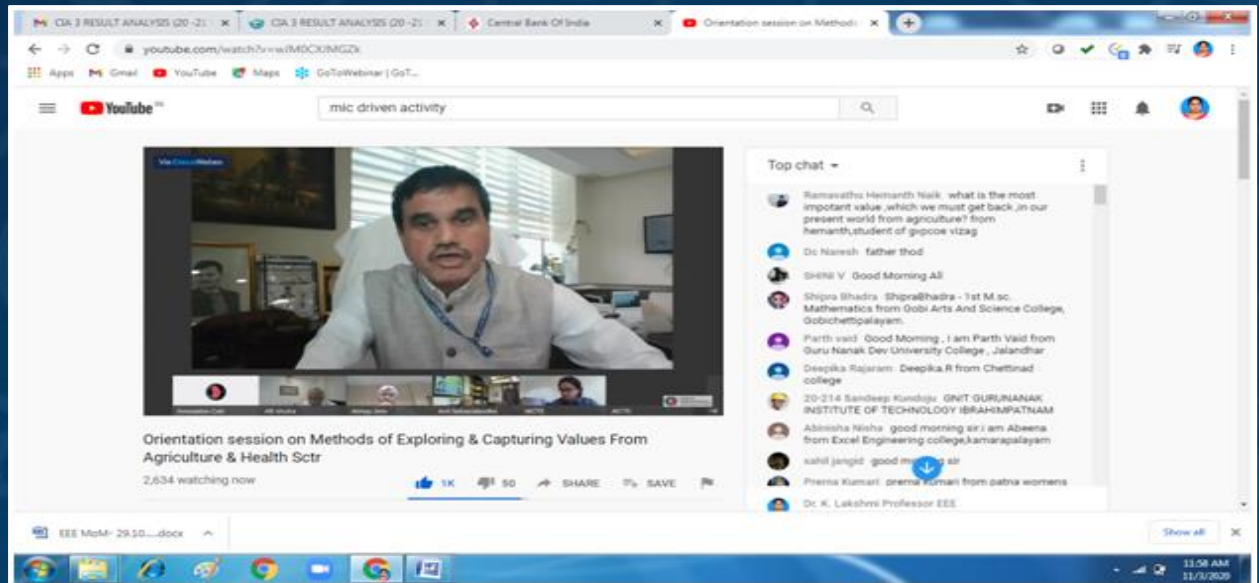 CIA 3 RESULT ANALYSIS (20 -21
CIA 3 RESULT ANALYSIS (20 -21
Central Bank Of India
Orientation session on Methods
Apps Gmail YouTube Maps GoToWebinar | GoT...
YouTube
mic driven activity
Top chat
Ramavathu Hemanth Naik what is the most
impotant value ,which we must get back ,in our
present world from agriculture? from
hemanth,student of gvpcoe vizag
Dc Naresh father thod
SHINI V Good Morning All
Shipra Bhadra ShipraBhadra - 1st M.sc.
Mathematics from Gobi Arts And Science College,
Gobichettipalayam.
Parth vaid Good Morning , I am Parth Vaid from
Guru Nanak Dev University College , Jalandhar
Deepika Rajaram Deepika.R from Chettinad
college
20-214 Sandeep Kunduju GNIT GURUNANAK
INSTITUTE OF TECHNOLOGY IBRAHIMPATNAM
Abinisha Nisha good morning sir.i am Abeena
from Excel Engineering college,kamarapalayam
sahil jangid good sir
Prerna Kumari prerna kumari from patna womens
Dr. K. Lakshmi Professor EEE
Orientation session on Methods of Exploring & Capturing Values From
Agriculture & Health Sctr
2,634 watching now
1K 50 SHARE SAVE
EEE MoM- 29.10....docx
Show all
11:58 AM
11/3/2020